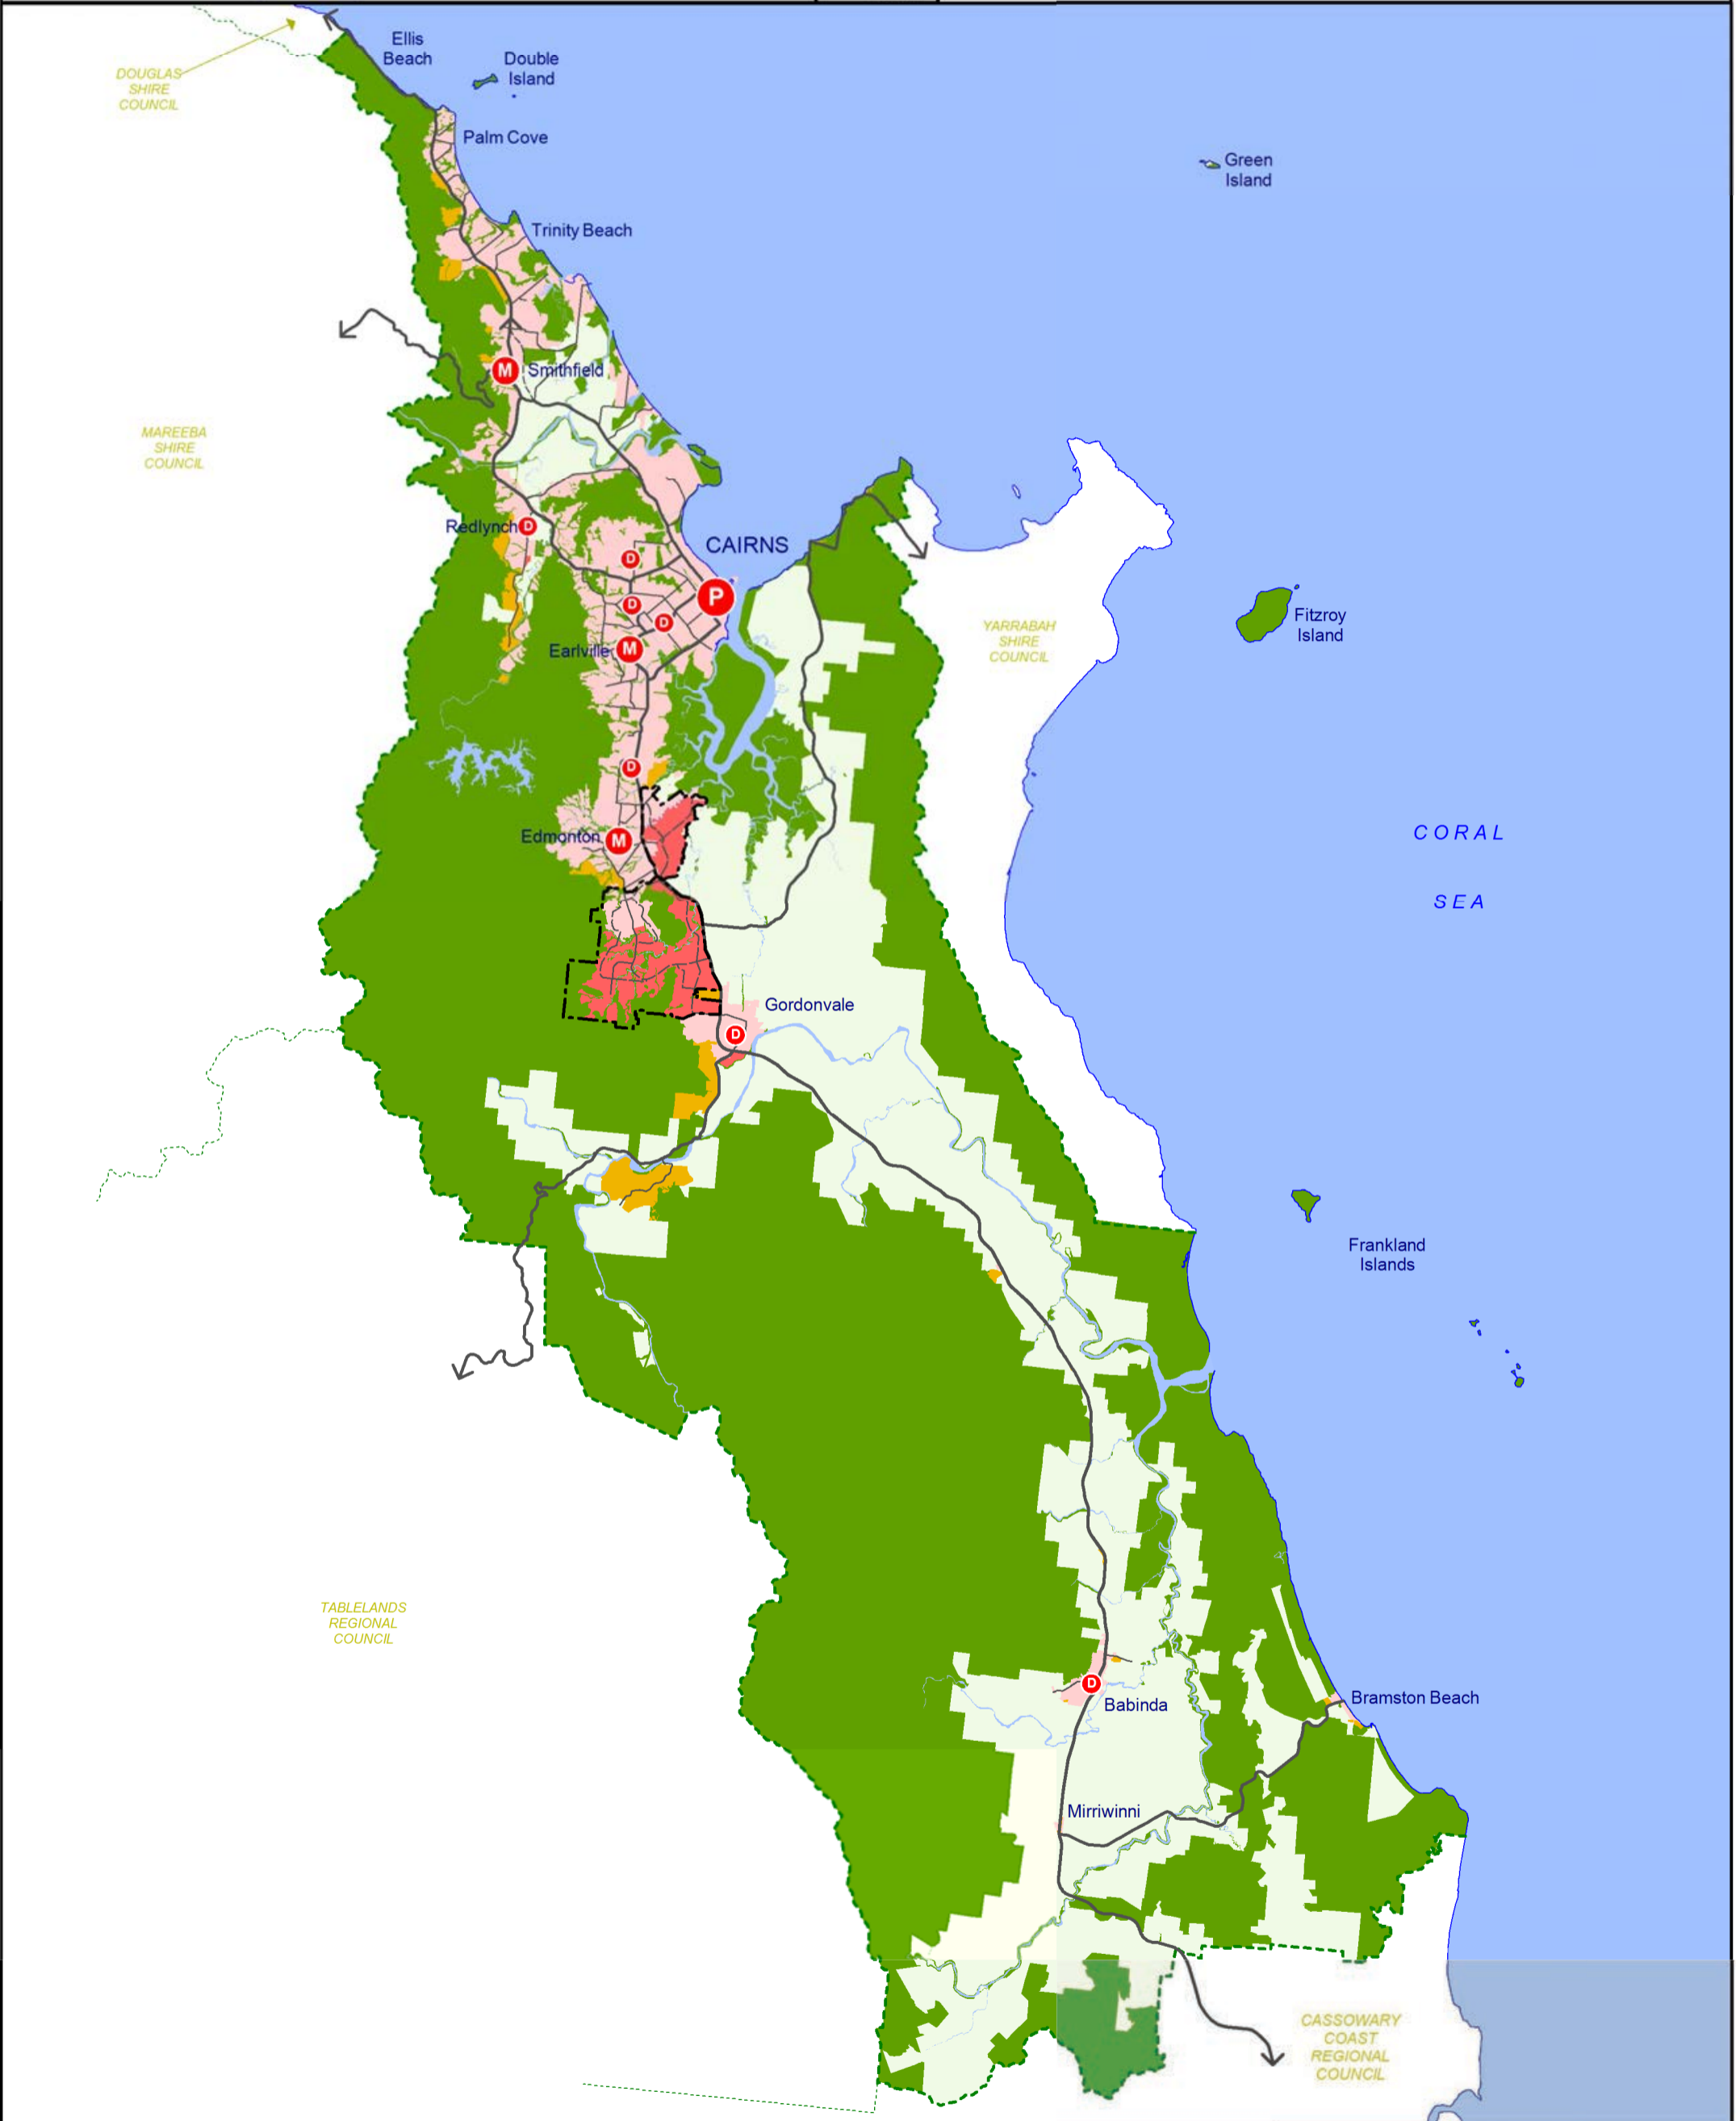 Ellis
Beach
Double
Island
DOUGLAS
SHIRE
COUNCIL
Palm Cove
Green
Island
Trinity Beach
M
Smithfield
MAREEBA
SHIRE
COUNCIL
Redlynch
D
CAIRNS
D
P
D
D
Fitzroy
Island
YARRABAH
SHIRE
COUNCIL
Earlville
M
D
Edmonton
M
CORAL
SEA
Gordonvale
D
Frankland
Islands
TABLELANDS
REGIONAL
COUNCIL
D
Babinda
Bramston Beach
Mirriwinni
CASSOWARY
COAST
REGIONAL
COUNCIL